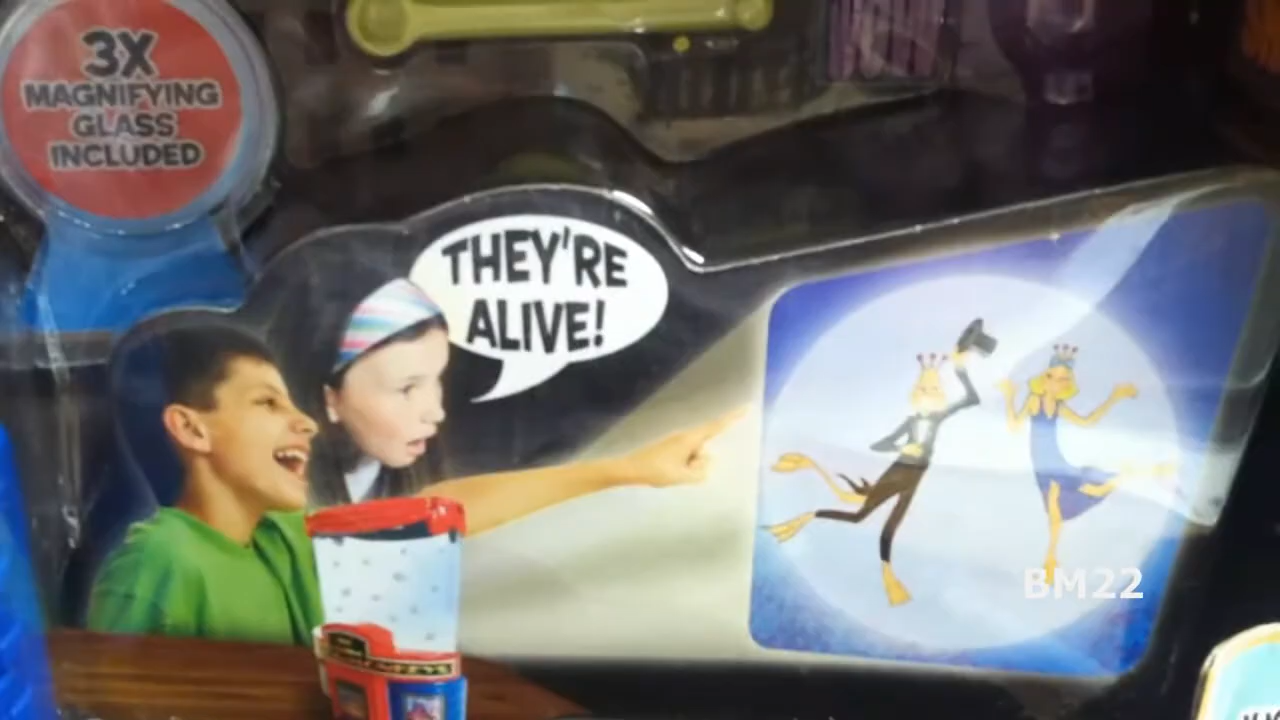 3X
MAGNIFYING
GLASS
INCLUDED
THEY'RE
ALIVE!
BM22